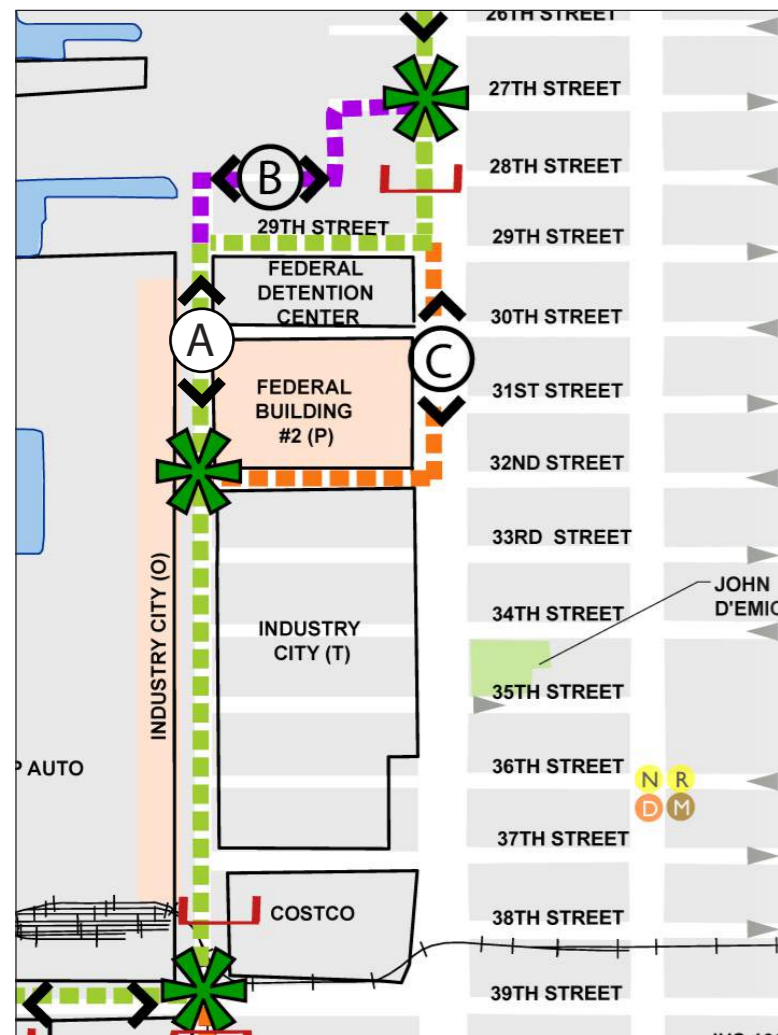 26TH STREET
27TH STREET
28TH STREET
B
29TH STREET
29TH STREET
FEDERAL
DETENTION
CENTER
30TH STREET
A
C
31ST STREET
FEDERAL
BUILDING
#2 (P)
32ND STREET
33RD STREET
INDUSTRY CITY (O)
JOHN
34TH STREET
INDUSTRY
CITY (T)
35TH STREET
P AUTO
36TH STREET
N R
D M
37TH STREET
COSTCO
38TH STREET
39TH STREET